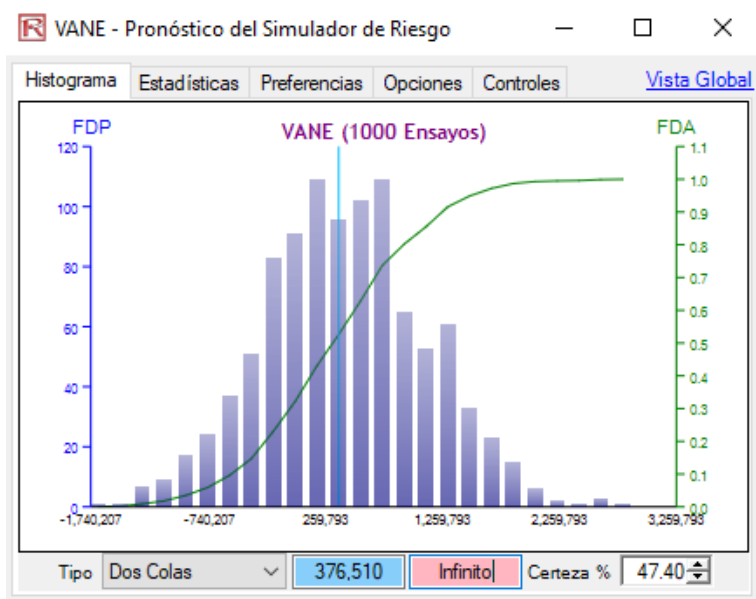 R VANE - Pronóstico del Simulador de Riesgo
Histograma Estadísticas Preferencias Opciones Controles Vista Global
FDP VANE (1000 Ensayos) FDA
120 1.1
1.0
100 0.9
80 0.8
0.7
60 0.6
0.5
40 0.4
0.3
20 0.2
0.1
0 0.0
-1,740,207 -740,207 259,793 1,259,793 2,259,793 3,259,793
Tipo Dos Colas 376,510 Infinito Certeza % 47.40